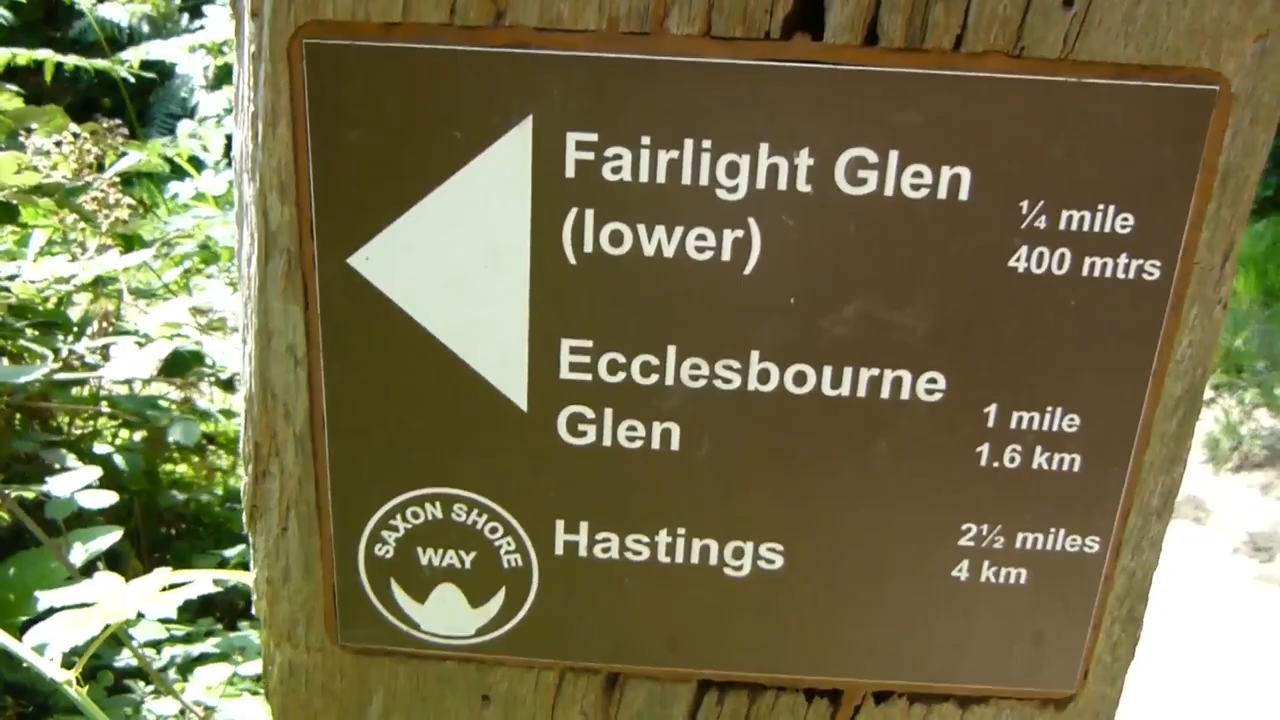 Fairlight Glen
(lower)
¼ mile
400 mtrs
Ecclesbourne
Glen
1 mile
1.6 km
Hastings
2½ miles
4 km
SAXON SHORE
WAY